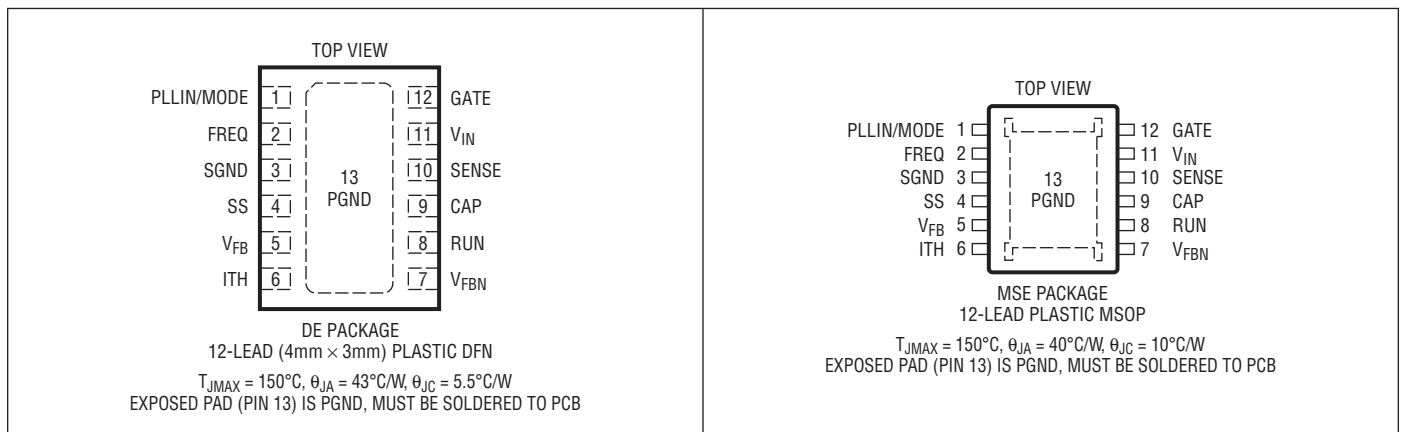 TOP VIEW
PLLIN/MODE 1 12 GATE
FREQ 2 11 VIN
SGND 3 10 SENSE
13
PGND
SS 4 9 CAP
VFB 5 8 RUN
ITH 6 7 VFBN
DE PACKAGE
12-LEAD (4mm × 3mm) PLASTIC DFN
TJMAX = 150°C, θJA = 43°C/W, θJC = 5.5°C/W
EXPOSED PAD (PIN 13) IS PGND, MUST BE SOLDERED TO PCB
TOP VIEW
PLLIN/MODE 1 12 GATE
FREQ 2 11 VIN
SGND 3 10 SENSE
13
PGND
SS 4 9 CAP
VFB 5 8 RUN
ITH 6 7 VFBN
MSE PACKAGE
12-LEAD PLASTIC MSOP
TJMAX = 150°C, θJA = 40°C/W, θJC = 10°C/W
EXPOSED PAD (PIN 13) IS PGND, MUST BE SOLDERED TO PCB